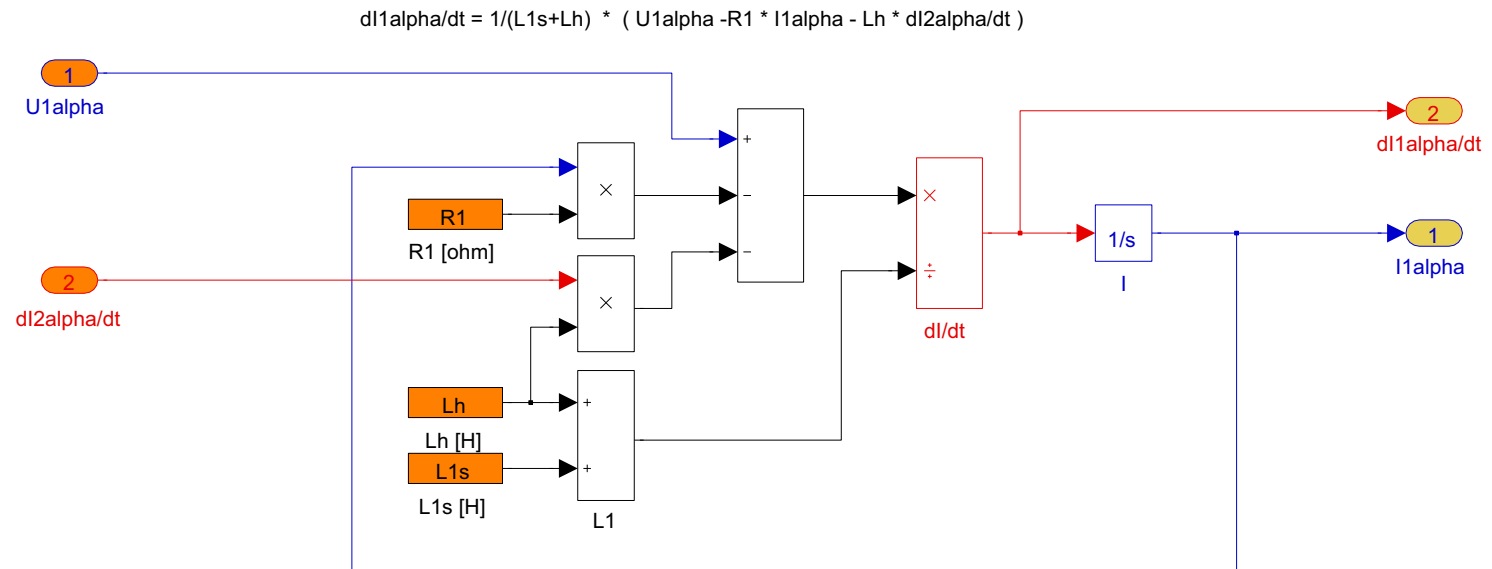 dI1alpha/dt = 1/(L1s+Lh)  *  ( U1alpha -R1 * I1alpha - Lh * dI2alpha/dt )
1
U1alpha
2
dI1alpha/dt
+
−
−
×
R1
R1 [ohm]
×
÷
dI/dt
1/s
I
1
I1alpha
2
dI2alpha/dt
×
Lh
Lh [H]
+
L1s
L1s [H]
+
L1